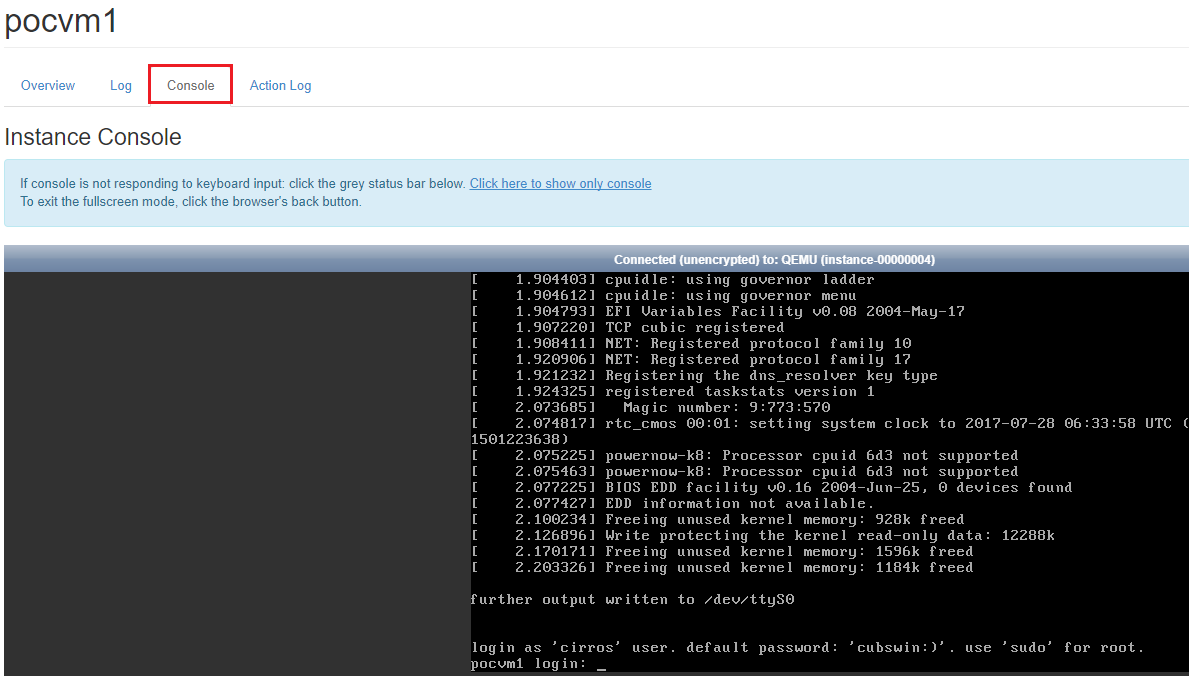 pocvm1
Overview Log Console Action Log
Instance Console
If console is not responding to keyboard input: click the grey status bar below. Click here to show only console
To exit the fullscreen mode, click the browser's back button.
Connected (unencrypted) to: QEMU (instance-00000004)
[    1.904403] cpuidle: using governor ladder
[    1.904612] cpuidle: using governor menu
[    1.904793] EFI Variables Facility v0.08 2004-May-17
[    1.907220] TCP cubic registered
[    1.908411] NET: Registered protocol family 10
[    1.920906] NET: Registered protocol family 17
[    1.921232] Registering the dns_resolver key type
[    1.924325] registered taskstats version 1
[    2.073685]   Magic number: 9:773:570
[    2.074817] rtc_cmos 00:01: setting system clock to 2017-07-28 06:33:58 UTC (
1501223638)
[    2.075225] powernow-k8: Processor cpuid 6d3 not supported
[    2.075463] powernow-k8: Processor cpuid 6d3 not supported
[    2.077225] BIOS EDD facility v0.16 2004-Jun-25, 0 devices found
[    2.077427] EDD information not available.
[    2.100234] Freeing unused kernel memory: 928k freed
[    2.126896] Write protecting the kernel read-only data: 12288k
[    2.170171] Freeing unused kernel memory: 1596k freed
[    2.203326] Freeing unused kernel memory: 1184k freed
further output written to /dev/ttyS0
login as 'cirros' user. default password: 'cubswin:)'. use 'sudo' for root.
pocvm1 login: _